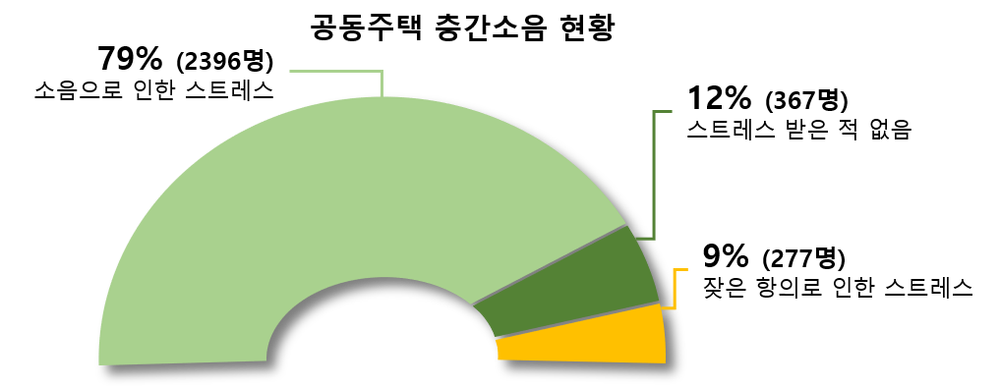 공동주택 층간소음 현황
79% (2396명)
소음으로 인한 스트레스
12% (367명)
스트레스 받은 적 없음
9% (277명)
잦은 항의로 인한 스트레스